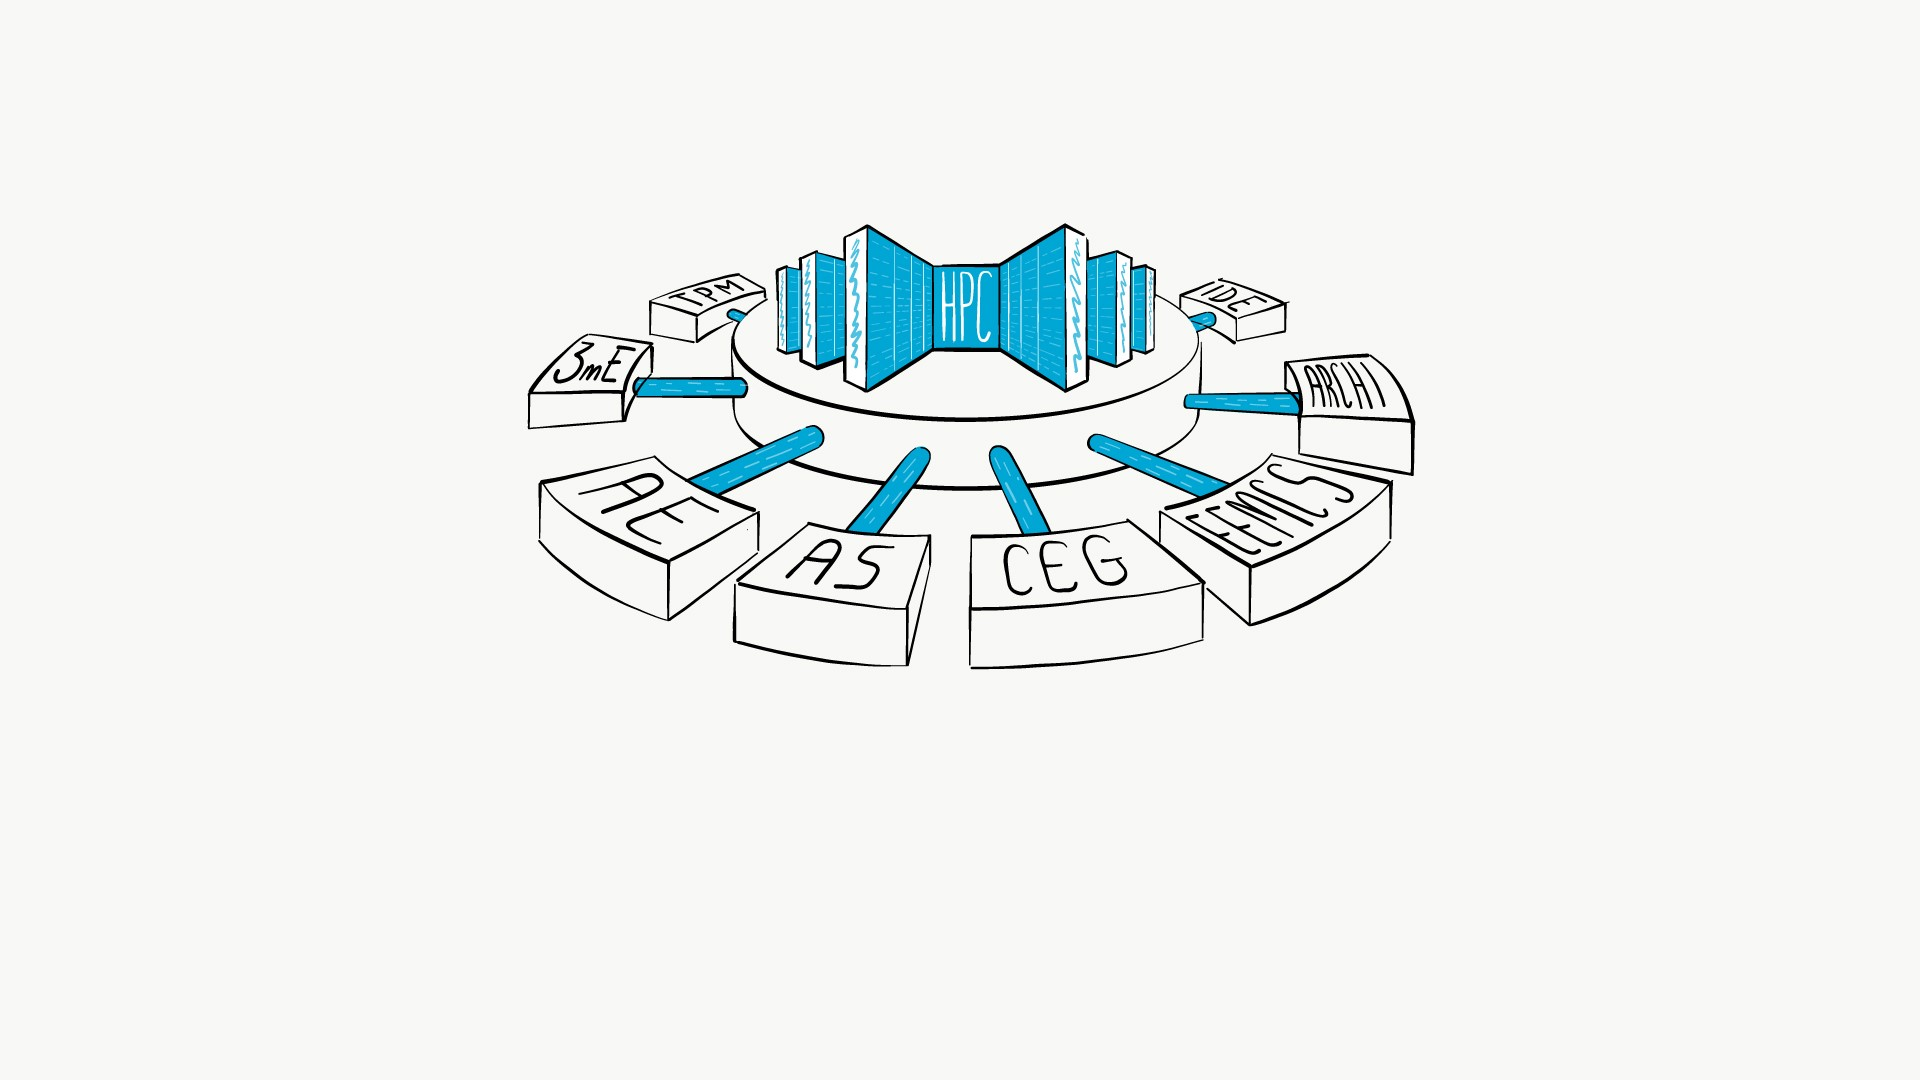 HPC
TPM
IDE
3mE
ARCHI
AE
EEMCS
AS
CEG